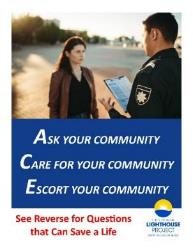 ASK YOUR COMMUNITY
CARE FOR YOUR COMMUNITY
ESCORT YOUR COMMUNITY
See Reverse for Questions
that Can Save a Life
LIGHTHOUSE
PROJECT